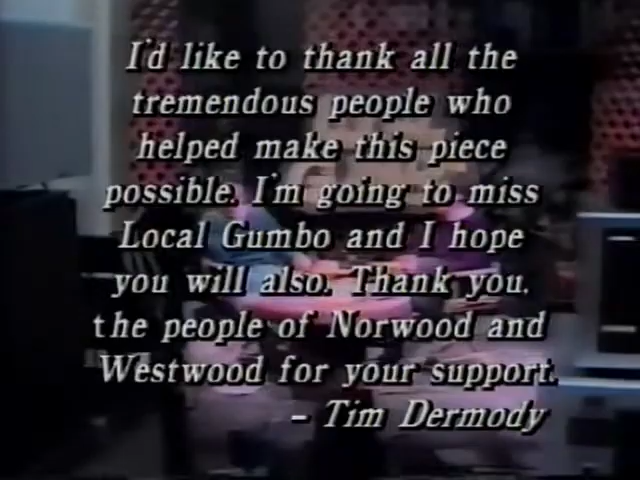 I'd like to thank all the
tremendous people who
helped make this piece
possible. I'm going to miss
Local Gumbo and I hope
you will also. Thank you,
the people of Norwood and
Westwood for your support.
- Tim Dermody